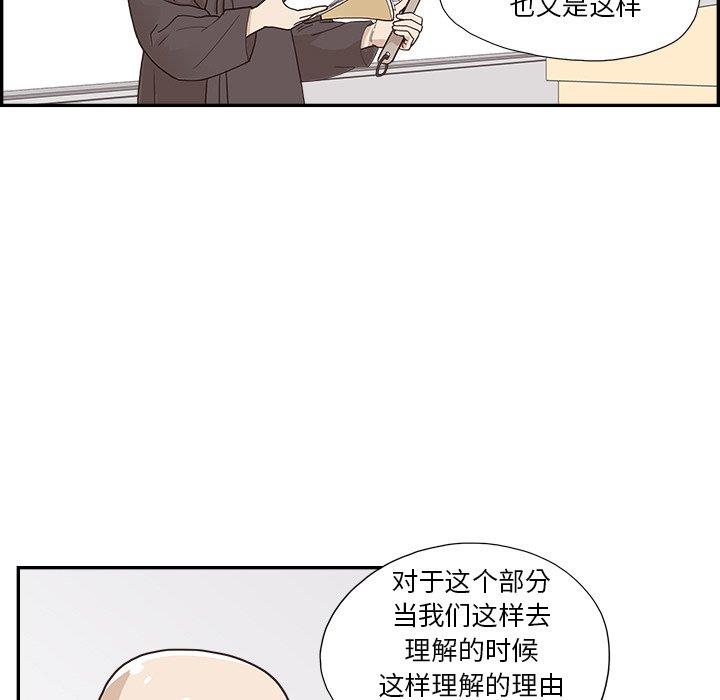 也又是这样
对于这个部分
当我们这样去
理解的时候
这样理解的理由